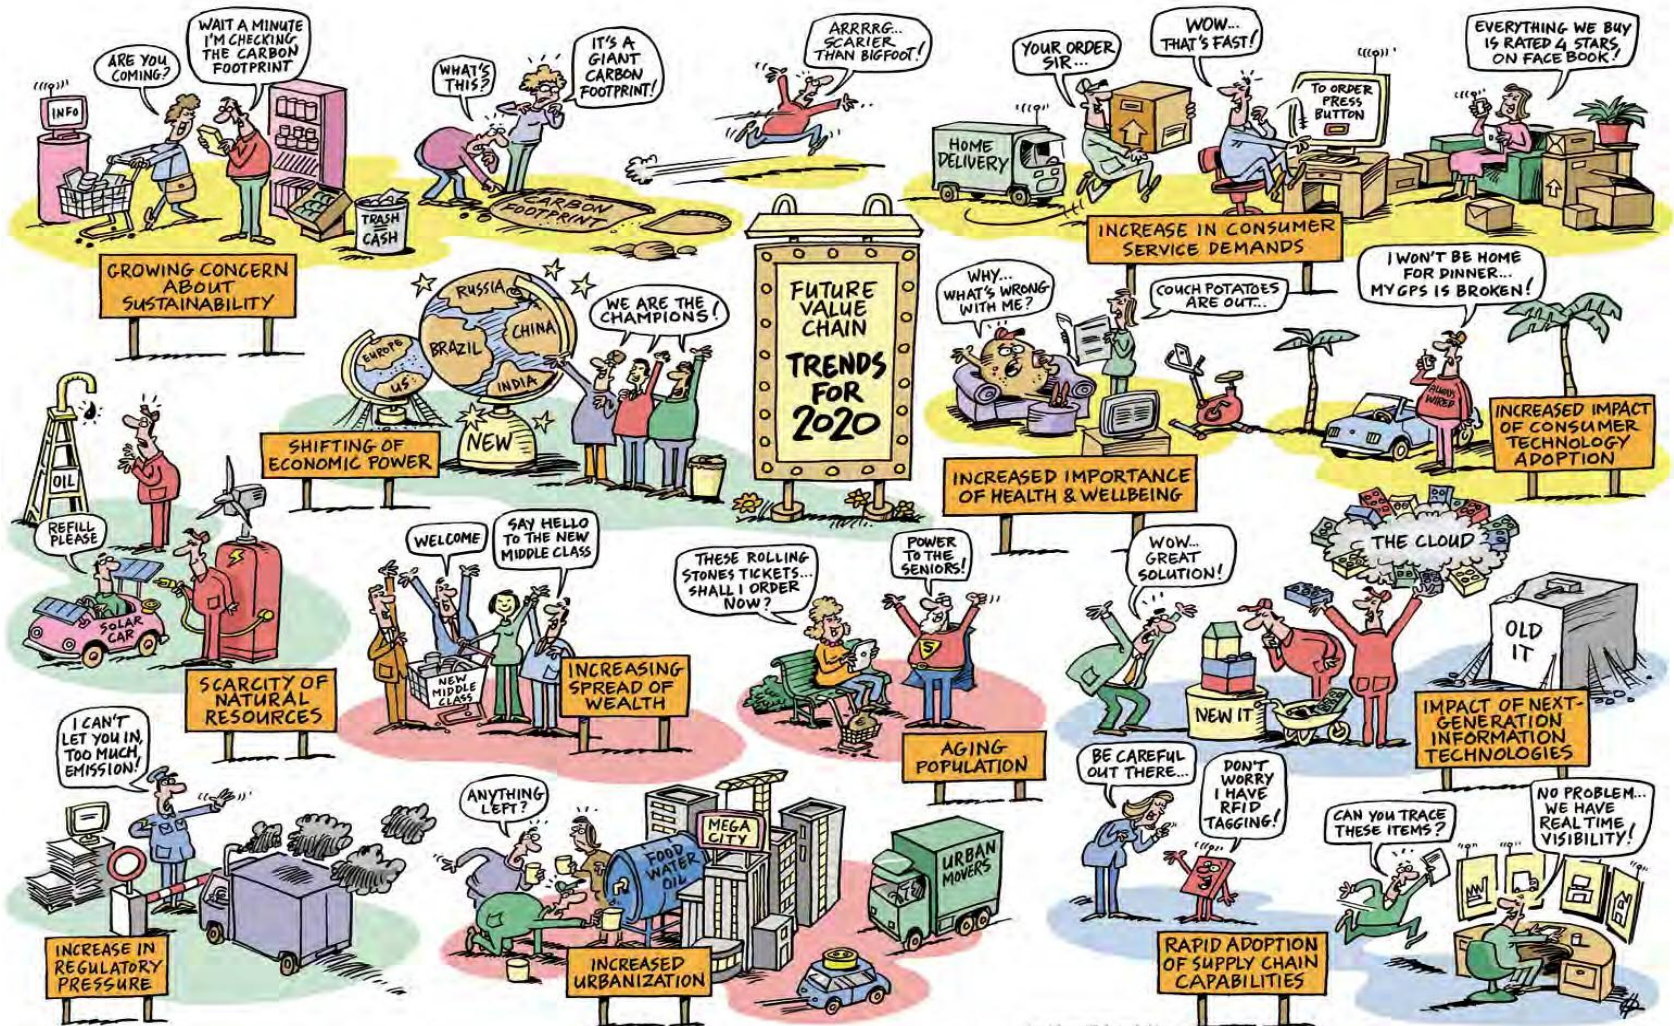 WAIT A MINUTE
I'M CHECKING
THE CARBON
FOOTPRINT
ARE YOU
COMING?
INFO
TRASH
=
CASH
GROWING CONCERN
ABOUT
SUSTAINABILITY
WHAT'S
THIS?
IT'S A
GIANT
CARBON
FOOTPRINT!
CARBON
FOOTPRINT
ARRRRG...
SCARIER
THAN BIGFOOT!
YOUR ORDER
SIR...
HOME
DELIVERY
WOW...
THAT'S FAST!
TO ORDER
PRESS
BUTTON
EVERYTHING WE BUY
IS RATED 4 STARS
ON FACE BOOK!
INCREASE IN CONSUMER
SERVICE DEMANDS
EUROPE
US
RUSSIA
CHINA
BRAZIL
INDIA
NEW
WE ARE THE
CHAMPIONS!
SHIFTING OF
ECONOMIC POWER
FUTURE
VALUE
CHAIN
TRENDS
FOR
2020
WHY...
WHAT'S WRONG
WITH ME?
COUCH POTATOES
ARE OUT...
INCREASED IMPORTANCE
OF HEALTH & WELLBEING
I WON'T BE HOME
FOR DINNER...
MY GPS IS BROKEN!
ALWAYS
WIRED
INCREASED IMPACT
OF CONSUMER
TECHNOLOGY
ADOPTION
OIL
REFILL
PLEASE
SOLAR
CAR
SCARCITY OF
NATURAL
RESOURCES
WELCOME
SAY HELLO
TO THE NEW
MIDDLE CLASS
NEW
MIDDLE
CLASS
INCREASING
SPREAD OF
WEALTH
THESE ROLLING
STONES TICKETS...
SHALL I ORDER
NOW?
POWER
TO THE
SENIORS!
S
AGING
POPULATION
WOW...
GREAT
SOLUTION!
THE CLOUD
NEW IT
OLD
IT
IMPACT OF NEXT-
GENERATION
INFORMATION
TECHNOLOGIES
I CAN'T
LET YOU IN,
TOO MUCH
EMISSION!
INCREASE IN
REGULATORY
PRESSURE
ANYTHING
LEFT?
FOOD
WATER
OIL
MEGA
CITY
URBAN
MOVERS
INCREASED
URBANIZATION
BE CAREFUL
OUT THERE...
DON'T
WORRY
I HAVE
RFID
TAGGING!
CAN YOU TRACE
THESE ITEMS?
NO PROBLEM...
WE HAVE
REAL TIME
VISIBILITY!
RAPID ADOPTION
OF SUPPLY CHAIN
CAPABILITIES